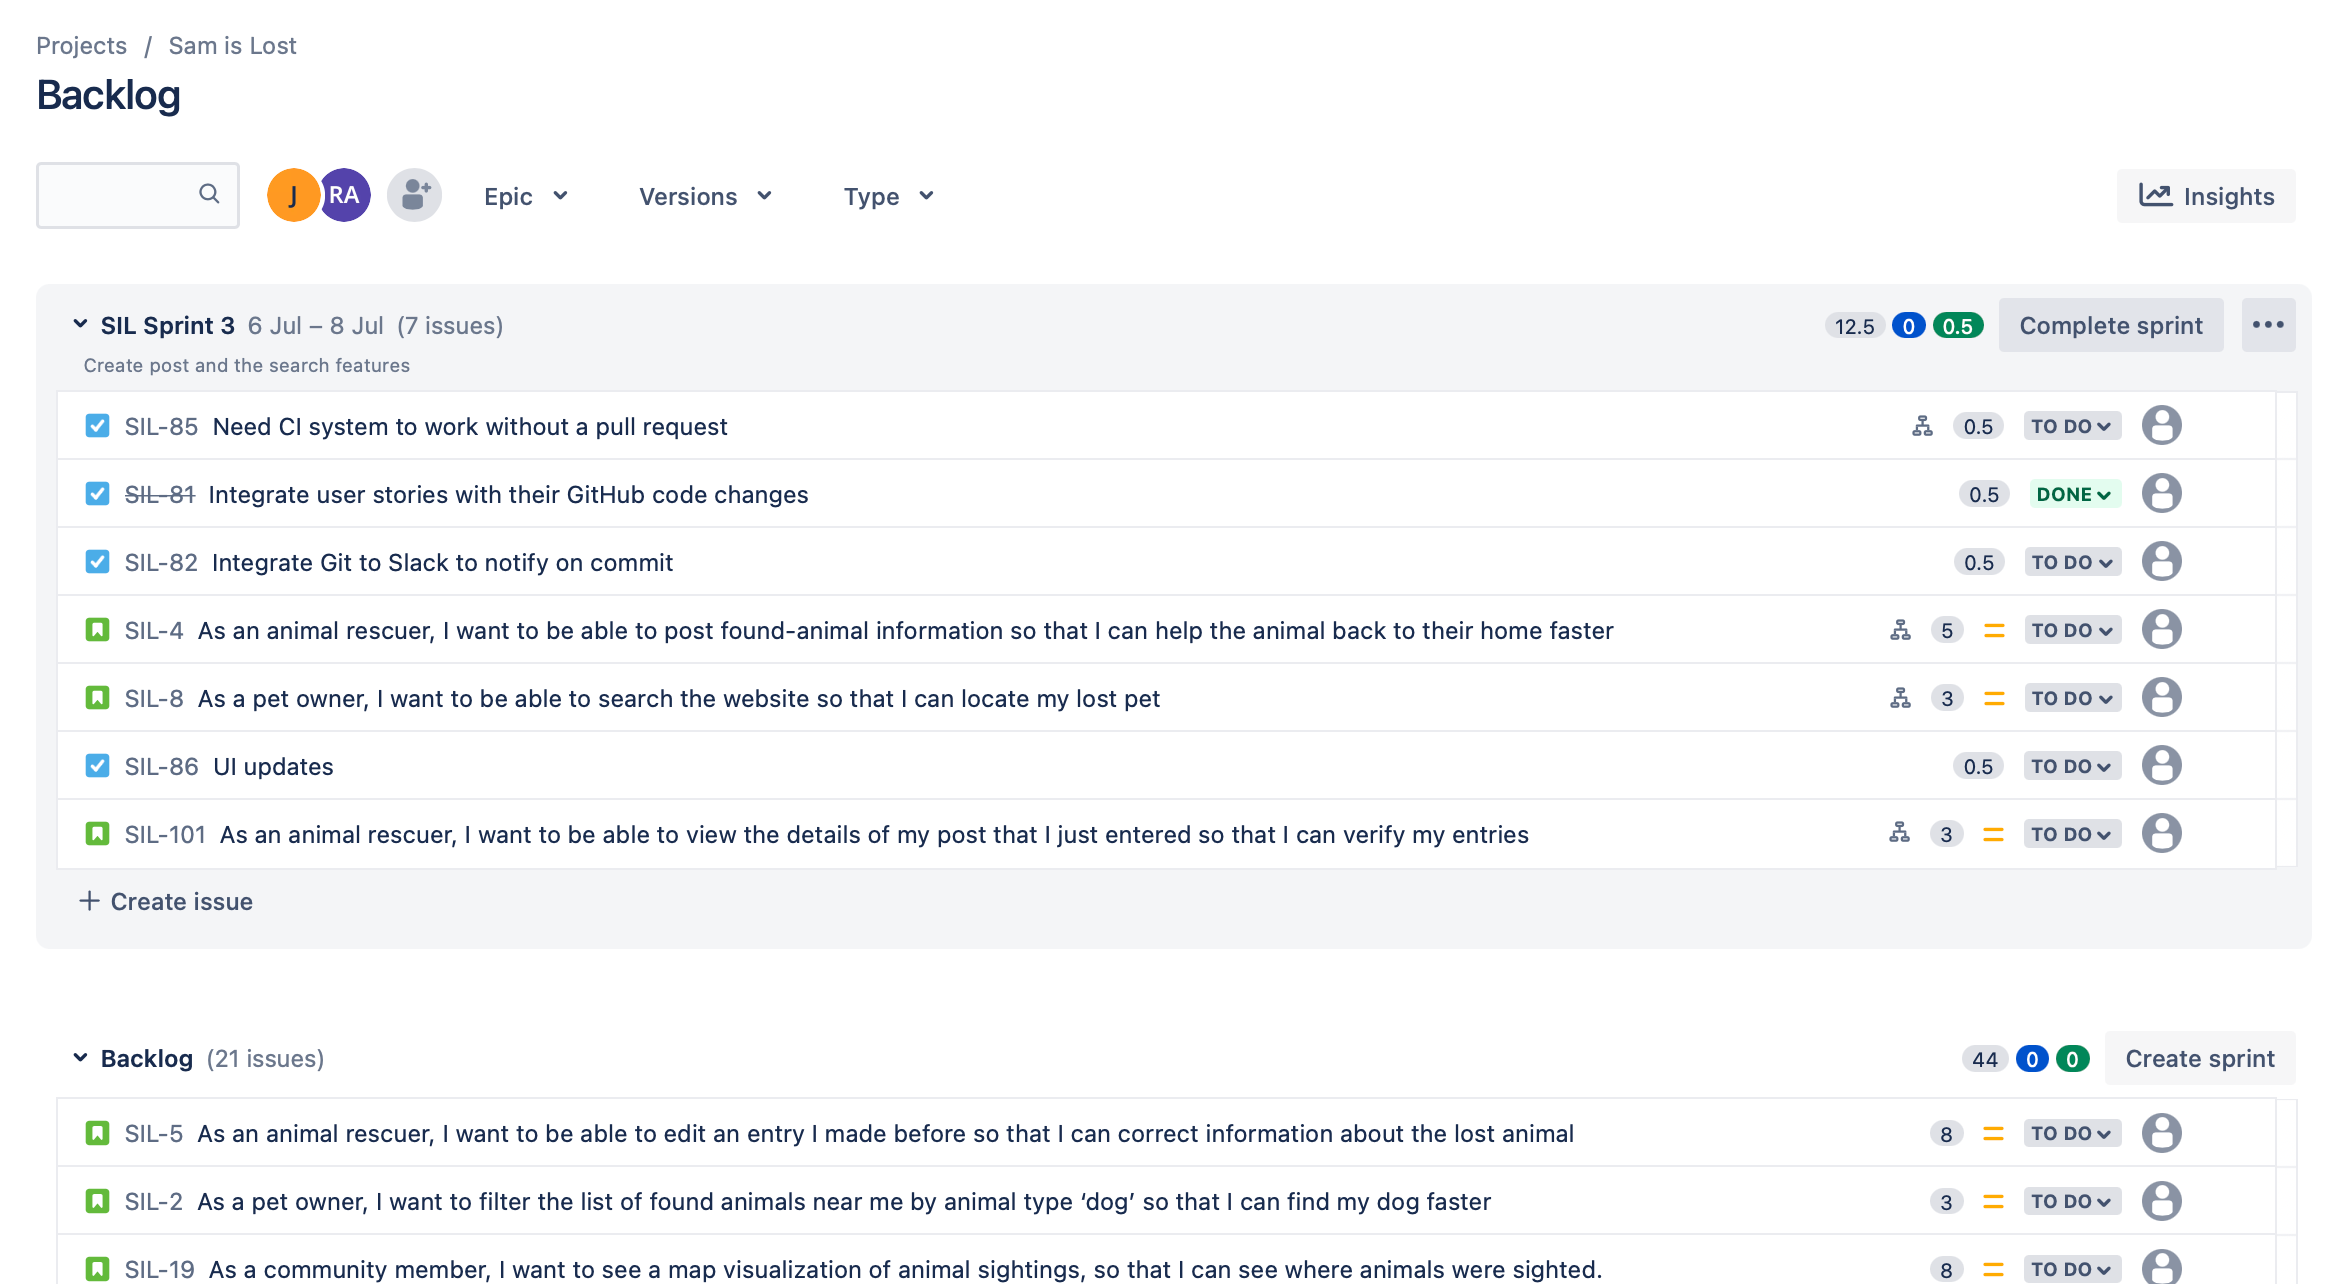 Projects / Sam is Lost
Backlog
J RA Epic Versions Type Insights
SIL Sprint 3 6 Jul – 8 Jul (7 issues) 12.5 0 0.5 Complete sprint
Create post and the search features
SIL-85 Need CI system to work without a pull request 0.5 TO DO
SIL-81 Integrate user stories with their GitHub code changes 0.5 DONE
SIL-82 Integrate Git to Slack to notify on commit 0.5 TO DO
SIL-4 As an animal rescuer, I want to be able to post found-animal information so that I can help the animal back to their home faster 5 TO DO
SIL-8 As a pet owner, I want to be able to search the website so that I can locate my lost pet 3 TO DO
SIL-86 UI updates 0.5 TO DO
SIL-101 As an animal rescuer, I want to be able to view the details of my post that I just entered so that I can verify my entries 3 TO DO
+ Create issue
Backlog (21 issues) 44 0 0 Create sprint
SIL-5 As an animal rescuer, I want to be able to edit an entry I made before so that I can correct information about the lost animal 8 TO DO
SIL-2 As a pet owner, I want to filter the list of found animals near me by animal type ‘dog’ so that I can find my dog faster 3 TO DO
SIL-19 As a community member, I want to see a map visualization of animal sightings, so that I can see where animals were sighted. 8 TO DO